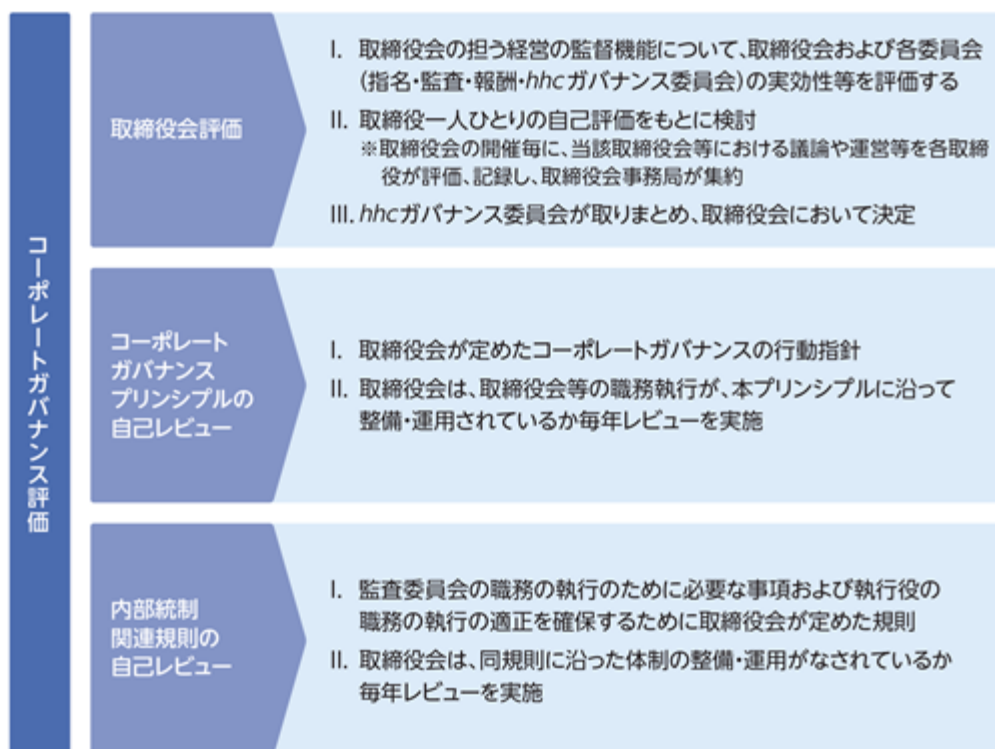 コーポレートガバナンス評価
取締役会評価
I. 取締役会の担う経営の監督機能について、取締役会および各委員会
(指名・監査・報酬・hhcガバナンス委員会)の実効性等を評価する
II. 取締役一人ひとりの自己評価をもとに検討
※取締役会の開催毎に、当該取締役会等における議論や運営等を各取締
役が評価、記録し、取締役会事務局が集約
III. hhcガバナンス委員会が取りまとめ、取締役会において決定
コーポレート
ガバナンス
プリンシプルの
自己レビュー
I. 取締役会が定めたコーポレートガバナンスの行動指針
II. 取締役会は、取締役会等の職務執行が、本プリンシプルに沿って
整備・運用されているか毎年レビューを実施
内部統制
関連規則の
自己レビュー
I. 監査委員会の職務の執行のために必要な事項および執行役の
職務の執行の適正を確保するために取締役会が定めた規則
II. 取締役会は、同規則に沿った体制の整備・運用がなされているか
毎年レビューを実施